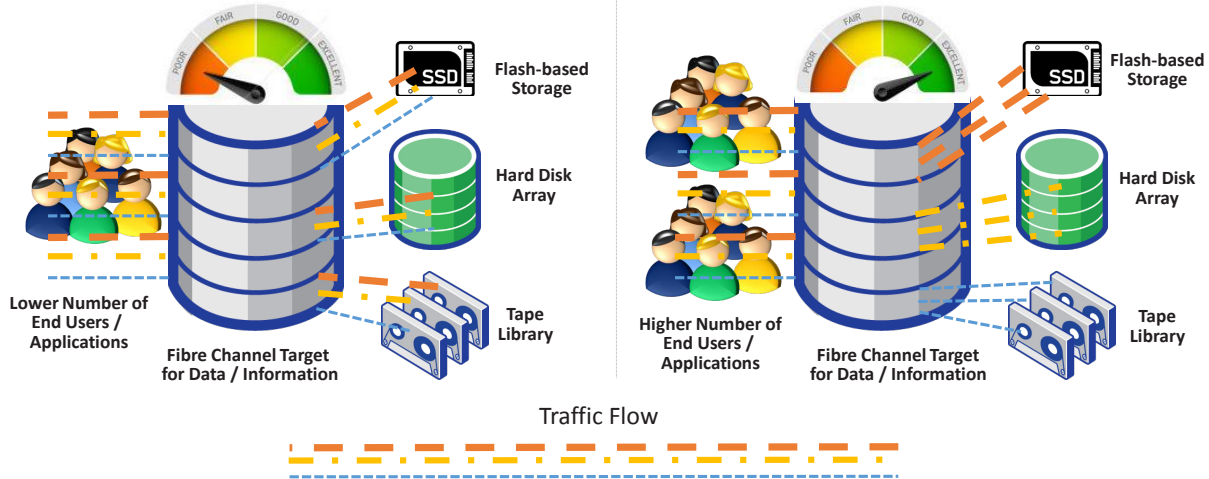 POOR
FAIR
GOOD
EXCELLENT
SSD
Flash-based
Storage
Hard Disk
Array
Tape
Library
Lower Number of
End Users /
Applications
Fibre Channel Target
for Data / Information
POOR
FAIR
GOOD
EXCELLENT
SSD
Flash-based
Storage
Hard Disk
Array
Tape
Library
Higher Number of
End Users /
Applications
Fibre Channel Target
for Data / Information
Traffic Flow